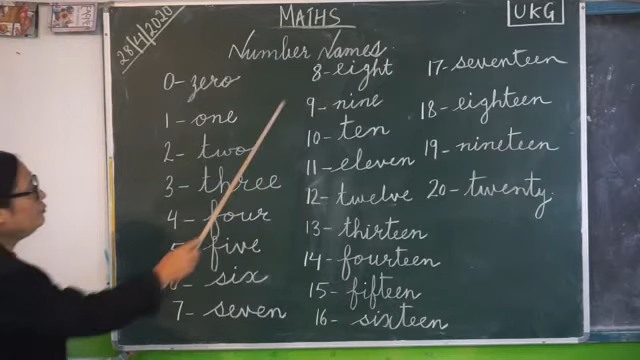 28/4/2020
MATHS
UKG
Number Names
0- zero
1- one
2- two
3- three
4- four
5- five
6- six
7- seven
8- eight
9- nine
10- ten
11- eleven
12- twelve
13- thirteen
14- fourteen
15- fifteen
16- sixteen
17- seventeen
18- eighteen
19- nineteen
20- twenty.